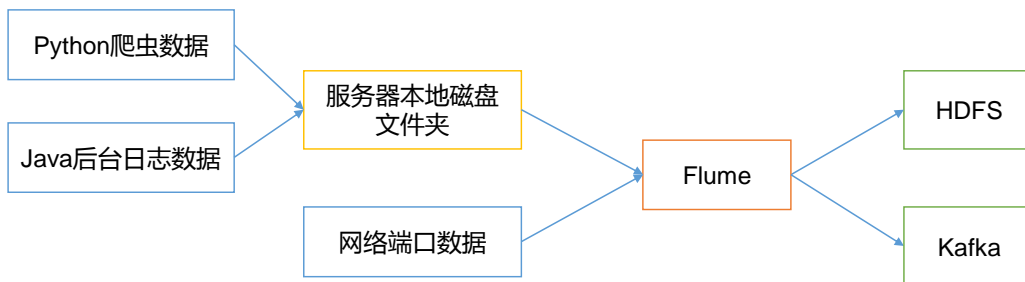 Python爬虫数据
Java后台日志数据
服务器本地磁盘
文件夹
网络端口数据
Flume
HDFS
Kafka